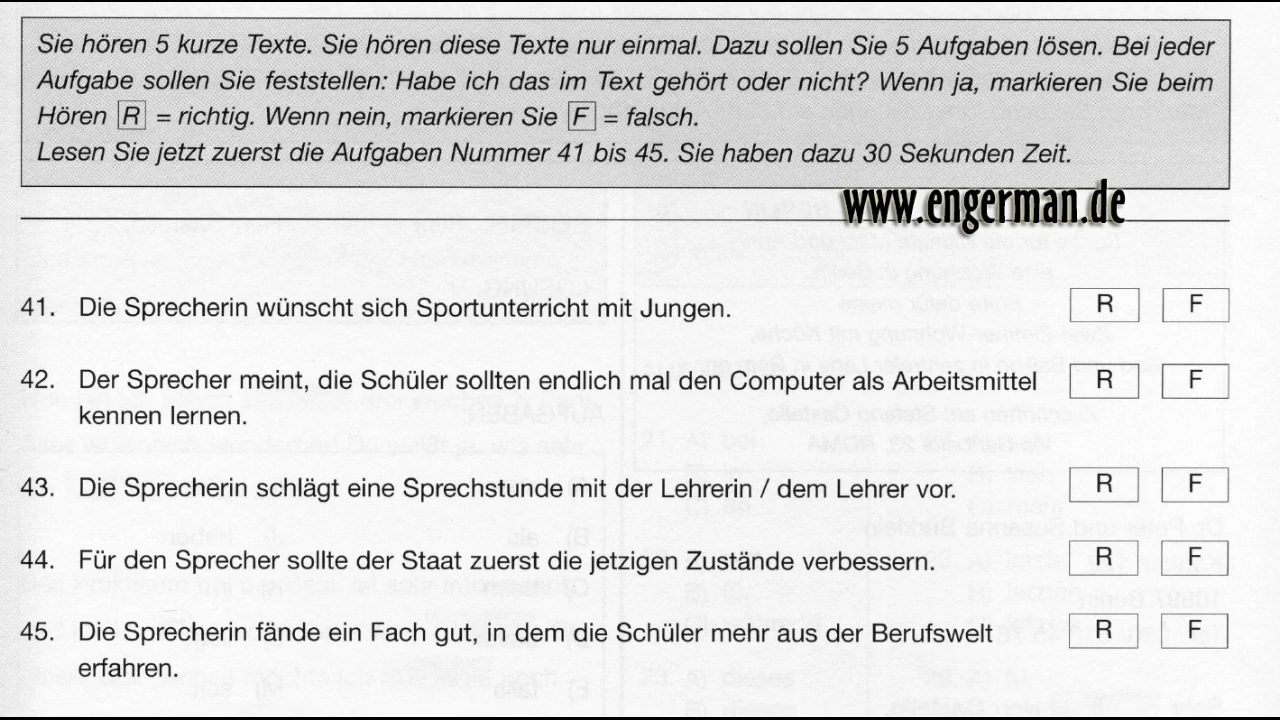 Sie hören 5 kurze Texte. Sie hören diese Texte nur einmal. Dazu sollen Sie 5 Aufgaben lösen. Bei jeder
Aufgabe sollen Sie feststellen: Habe ich das im Text gehört oder nicht? Wenn ja, markieren Sie beim
Hören R = richtig. Wenn nein, markieren Sie F = falsch.
Lesen Sie jetzt zuerst die Aufgaben Nummer 41 bis 45. Sie haben dazu 30 Sekunden Zeit.
www.engerman.de
41. Die Sprecherin wünscht sich Sportunterricht mit Jungen. R F
42. Der Sprecher meint, die Schüler sollten endlich mal den Computer als Arbeitsmittel R F
kennen lernen.
43. Die Sprecherin schlägt eine Sprechstunde mit der Lehrerin / dem Lehrer vor. R F
44. Für den Sprecher sollte der Staat zuerst die jetzigen Zustände verbessern. R F
45. Die Sprecherin fände ein Fach gut, in dem die Schüler mehr aus der Berufswelt R F
erfahren.